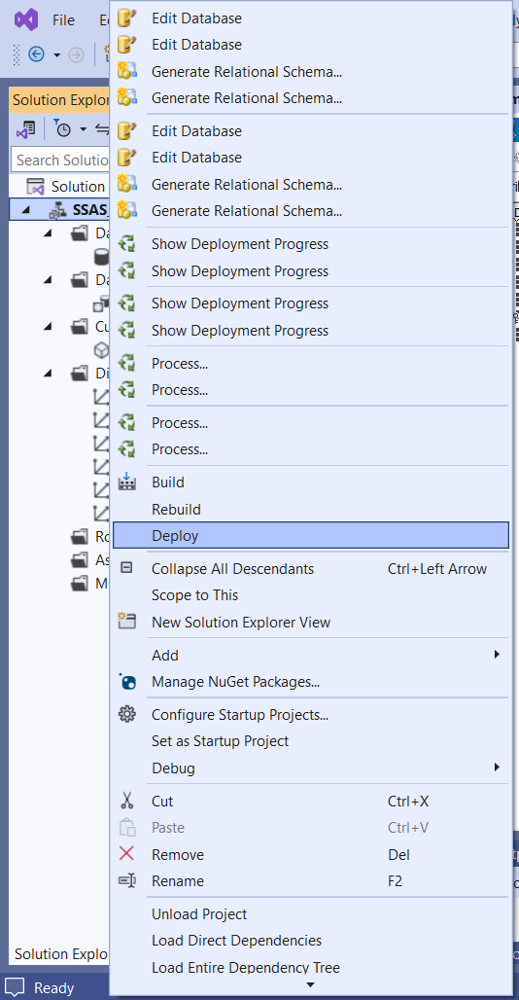 File
Edit Database
Edit Database
Generate Relational Schema...
Generate Relational Schema...
Edit Database
Edit Database
Generate Relational Schema...
Generate Relational Schema...
Show Deployment Progress
Show Deployment Progress
Show Deployment Progress
Show Deployment Progress
Process...
Process...
Process...
Process...
Build
Rebuild
Deploy
Collapse All Descendants Ctrl+Left Arrow
Scope to This
New Solution Explorer View
Add
Manage NuGet Packages...
Configure Startup Projects...
Set as Startup Project
Debug
Cut Ctrl+X
Paste Ctrl+V
Remove Del
Rename F2
Unload Project
Load Direct Dependencies
Load Entire Dependency Tree
Solution Explor
Search Solutio
Solution
SSAS_
Da
Da
Cu
Di
Ro
As
M
Solution Explo
Ready